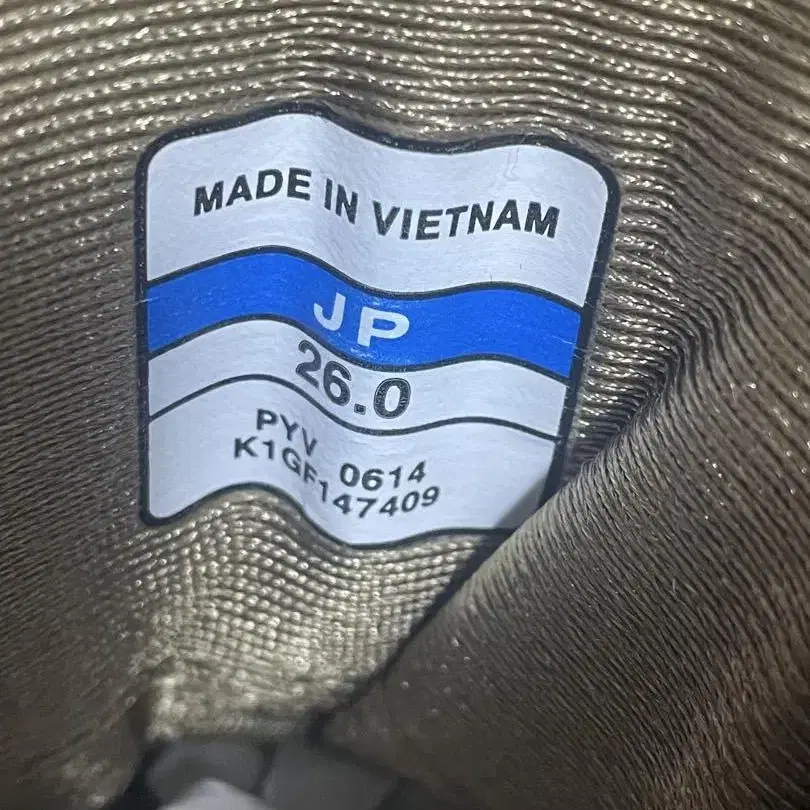 MADE IN VIETNAM
JP
26.0
PYV 0614
K1GF147409